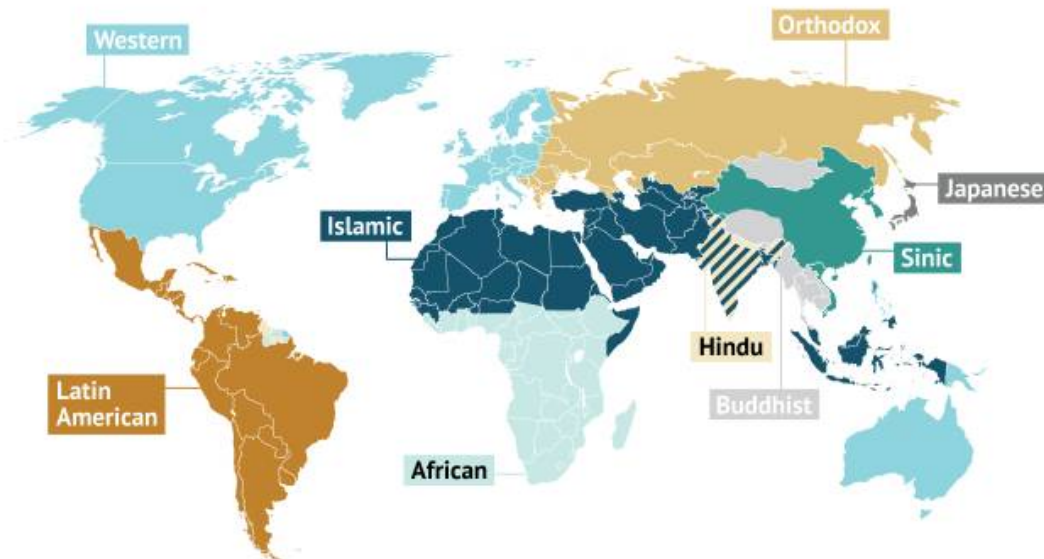 Western
Orthodox
Japanese
Islamic
Sinic
Hindu
Latin
American
Buddhist
African